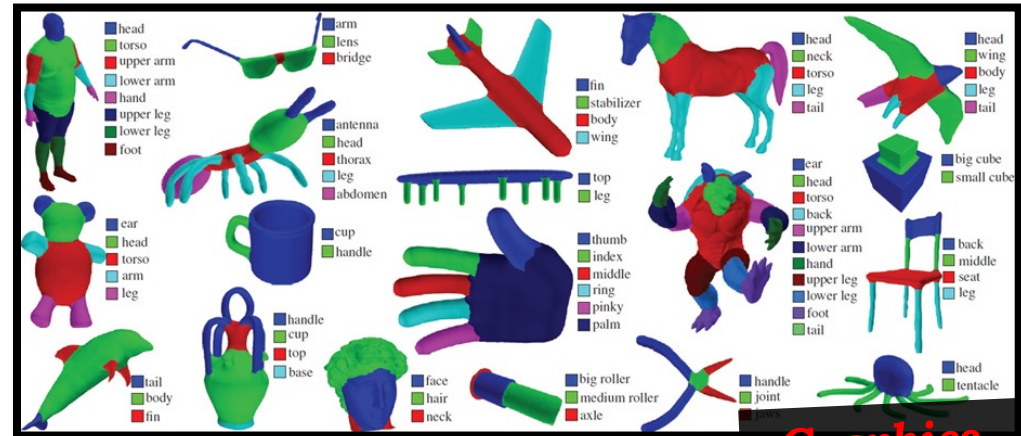 head
torso
upper arm
lower arm
hand
upper leg
lower leg
foot
arm
lens
bridge
antenna
head
thorax
leg
abdomen
fin
stabilizer
body
wing
top
leg
head
neck
torso
leg
tail
head
wing
body
leg
tail
big cube
small cube
ear
head
torso
arm
leg
cup
handle
thumb
index
middle
ring
pinky
palm
ear
head
torso
back
upper arm
lower arm
hand
upper leg
lower leg
foot
tail
back
middle
seat
leg
tail
body
fin
handle
cup
top
base
face
hair
neck
big roller
medium roller
axle
handle
joint
jaws
head
tentacle
Graphics